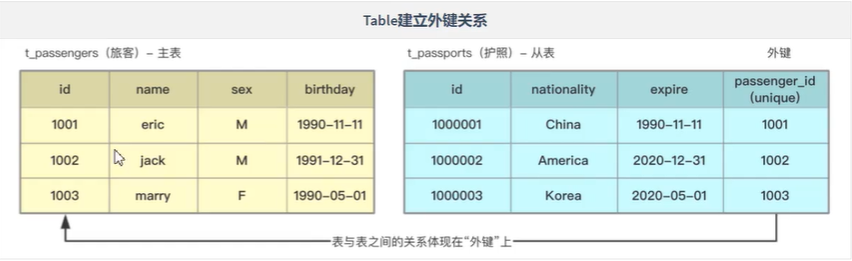 Table建立外键关系
t_passengers（旅客）- 主表
t_passports（护照）- 从表 外键
id name sex birthday
id nationality expire passenger_id（unique）
1001 eric M 1990-11-11
1000001 China 1990-11-11 1001
1002 jack M 1991-12-31
1000002 America 2020-12-31 1002
1003 marry F 1990-05-01
1000003 Korea 2020-05-01 1003
表与表之间的关系体现在“外键”上